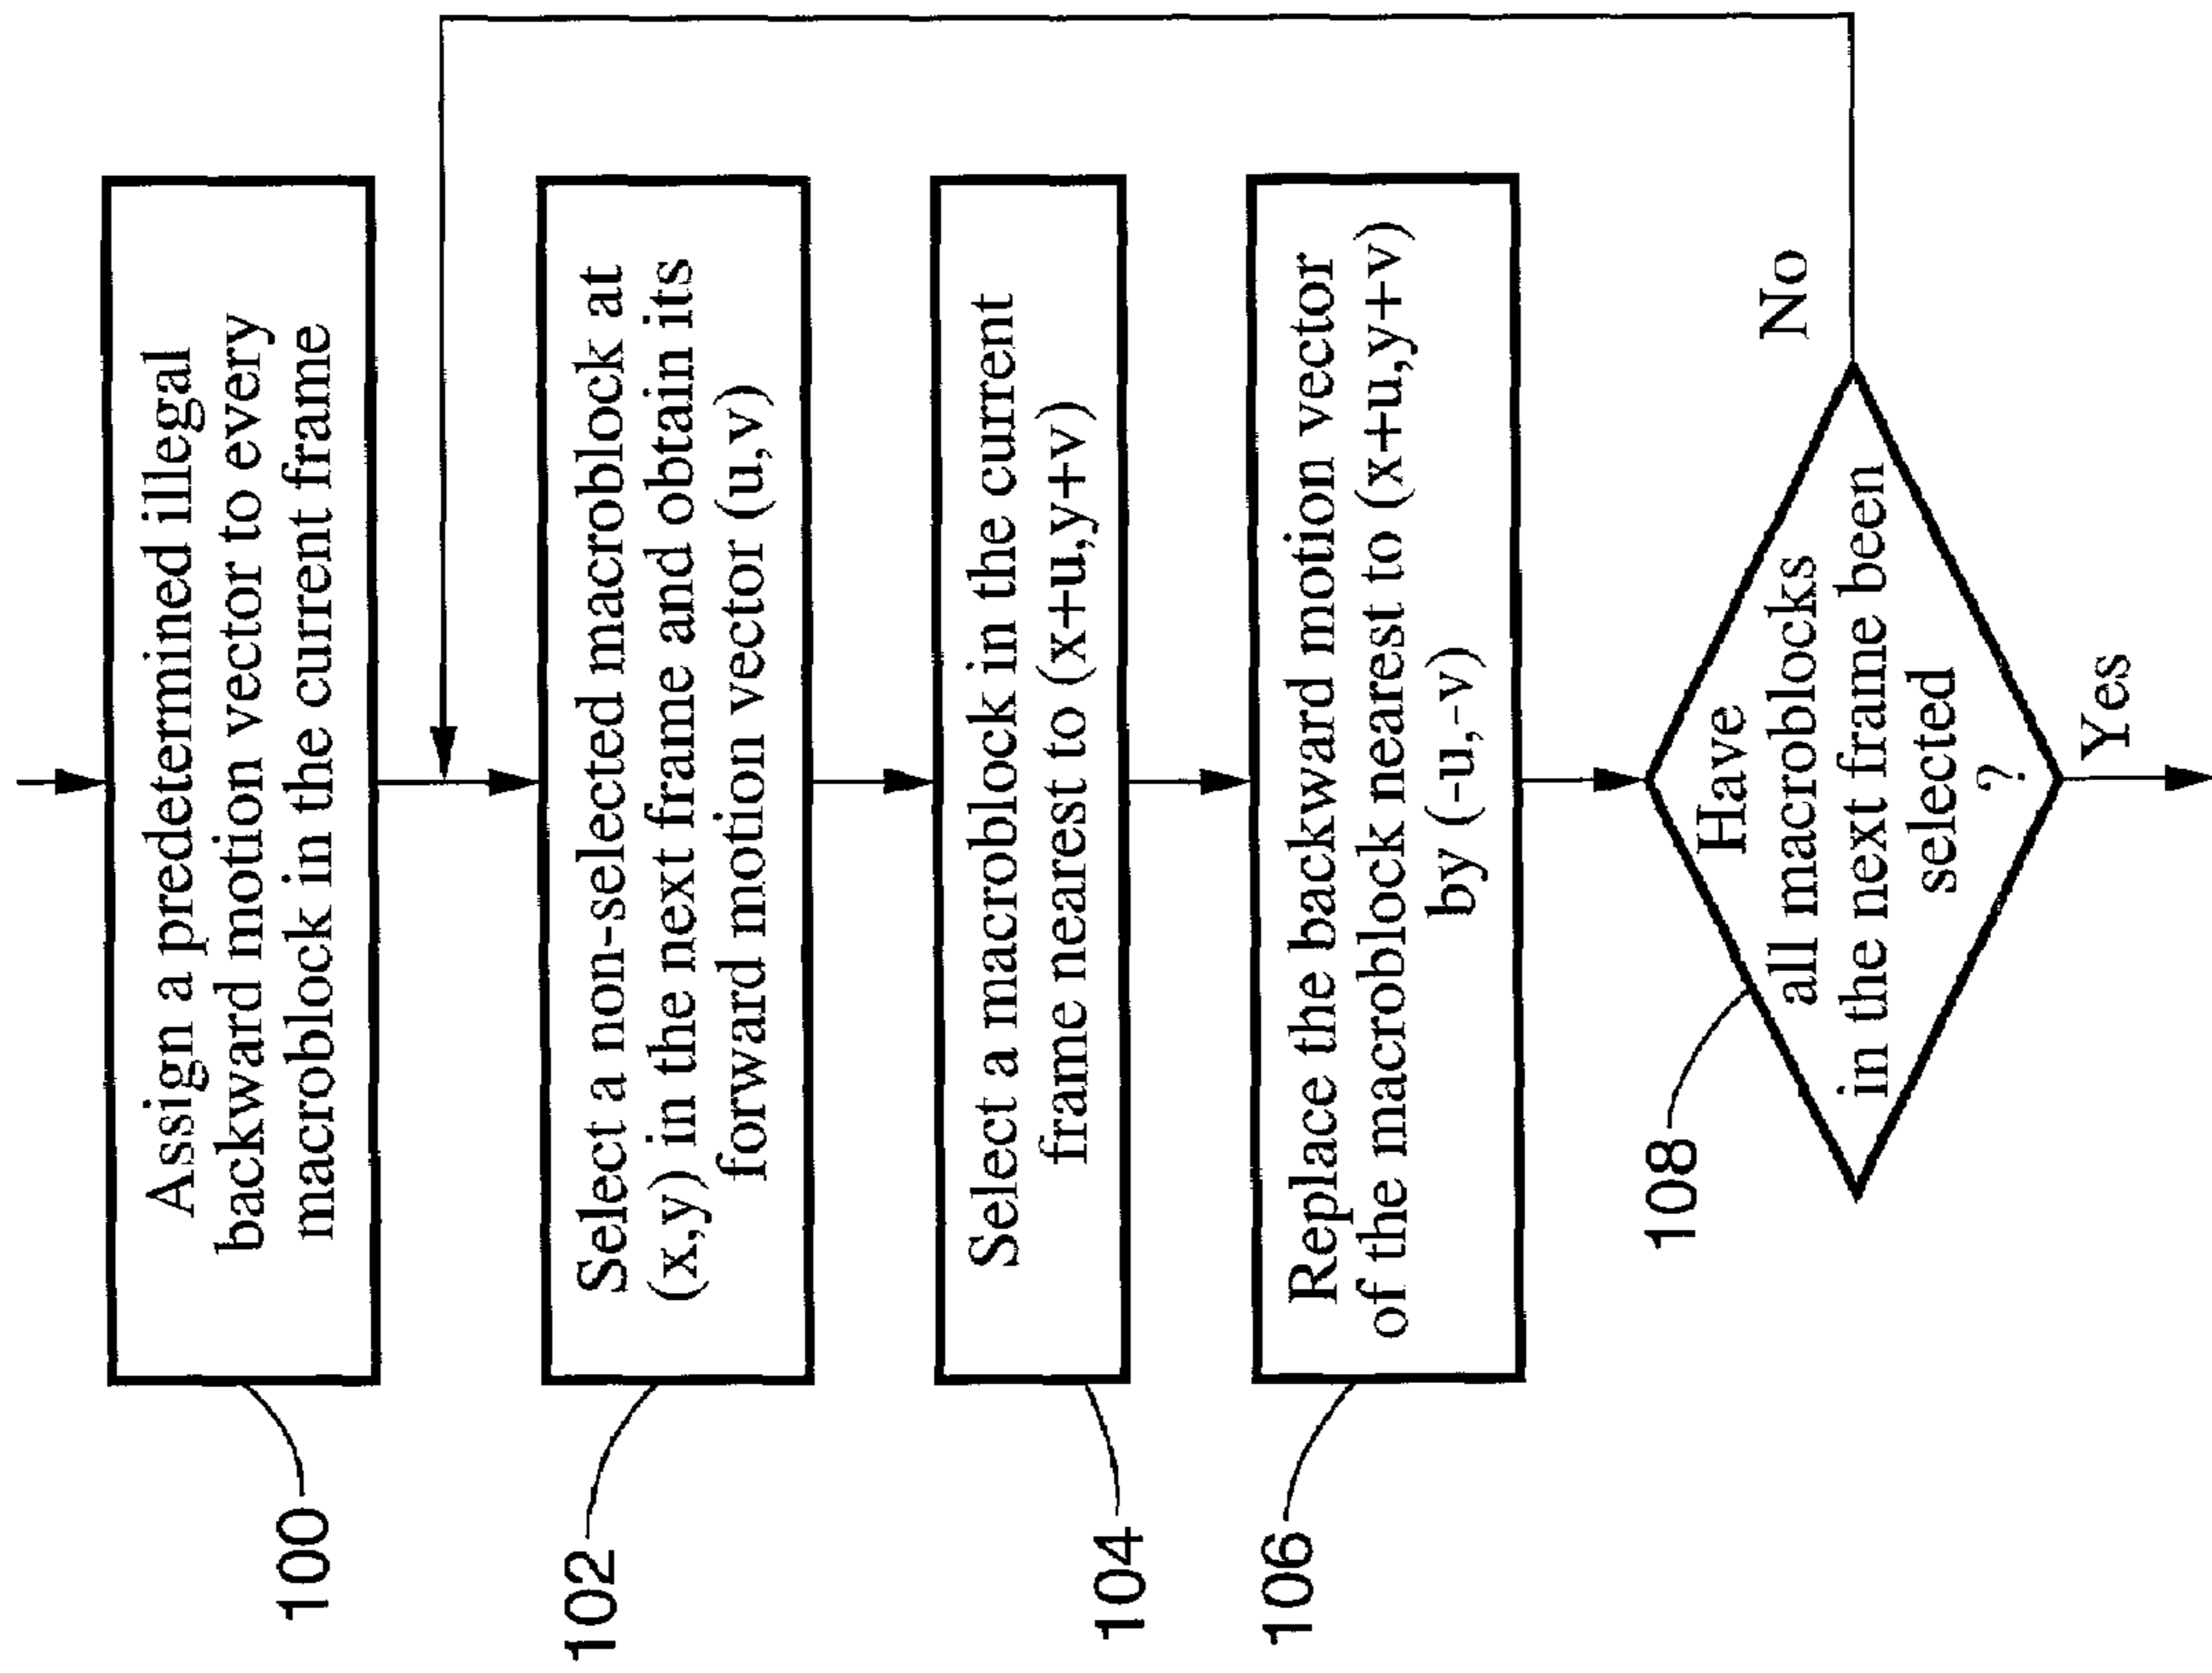 100
Assign a predetermined illegal
backward motion vector to every
macroblock in the current frame
102
Select a non-selected macroblock at
(x,y) in the next frame and obtain its
forward motion vector (u,v)
104
Select a macroblock in the current
frame nearest to (x+u,y+v)
106
Replace the backward motion vector
of the macroblock nearest to (x+u,y+v)
by (-u,-v)
108
Have
all macroblocks
in the next frame been
selected
?
No
Yes